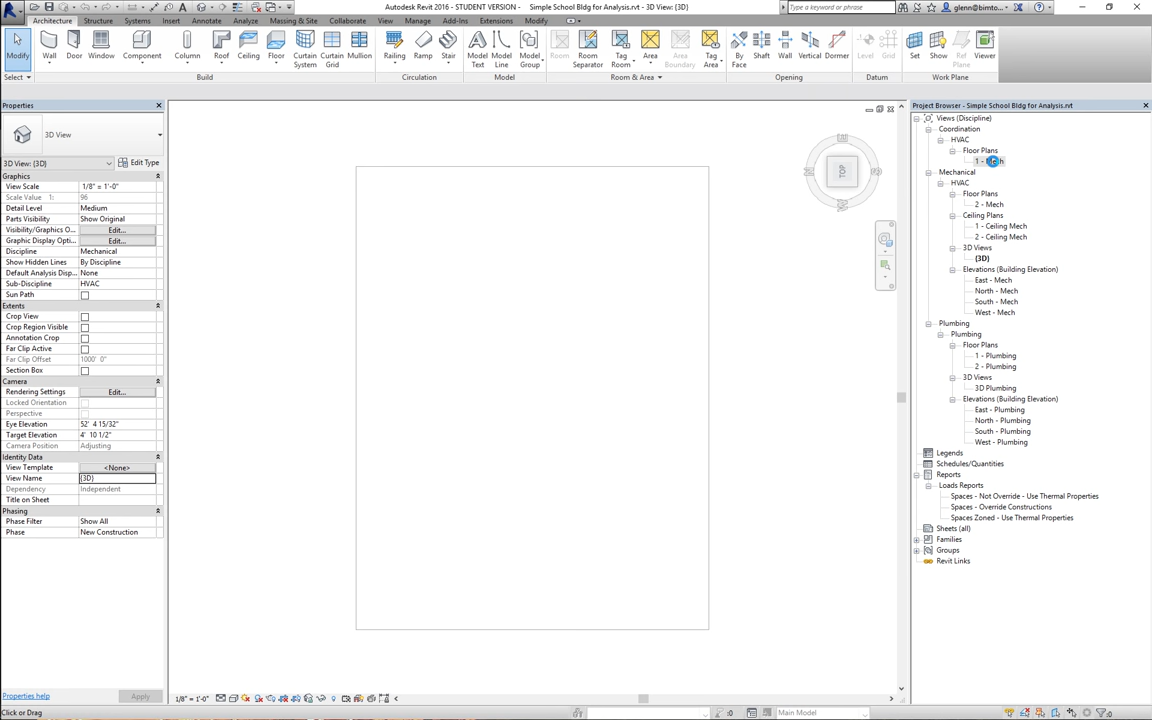 Autodesk Revit 2016 - STUDENT VERSION - Simple School Bldg for Analysis.rvt - 3D View: {3D}
Type a keyword or phrase
glenn@bimto...
Architecture Structure Systems Insert Annotate Analyze Massing & Site Collaborate View Manage Add-Ins Extensions Modify
Modify Wall Door Window Component Column Roof Ceiling Floor Curtain System Curtain Grid Mullion Railing Ramp Stair Model Text Model Line Model Group Room Room Separator Tag Room Area Area Boundary Tag Area By Face Shaft Wall Vertical Dormer Level Grid Set Show Ref Plane Viewer
Select Build Circulation Model Room & Area Opening Datum Work Plane
Properties
3D View
3D View: {3D} Edit Type
Graphics
View Scale 1/8" = 1'-0"
Scale Value 1: 96
Detail Level Medium
Parts Visibility Show Original
Visibility/Graphics O... Edit...
Graphic Display Opti... Edit...
Discipline Mechanical
Show Hidden Lines By Discipline
Default Analysis Disp... None
Sub-Discipline HVAC
Sun Path
Extents
Crop View
Crop Region Visible
Annotation Crop
Far Clip Active
Far Clip Offset 1000' 0"
Section Box
Camera
Rendering Settings Edit...
Locked Orientation
Perspective
Eye Elevation 52' 4 15/32"
Target Elevation 4' 10 1/2"
Camera Position Adjusting
Identity Data
View Template <None>
View Name {3D}
Dependency Independent
Title on Sheet
Phasing
Phase Filter Show All
Phase New Construction
Properties help Apply
TOP
Project Browser - Simple School Bldg for Analysis.rvt
Views (Discipline)
Coordination
HVAC
Floor Plans
1 - Mech
Mechanical
HVAC
Floor Plans
2 - Mech
Ceiling Plans
1 - Ceiling Mech
2 - Ceiling Mech
3D Views
{3D}
Elevations (Building Elevation)
East - Mech
North - Mech
South - Mech
West - Mech
Plumbing
Plumbing
Floor Plans
1 - Plumbing
2 - Plumbing
3D Views
3D Plumbing
Elevations (Building Elevation)
East - Plumbing
North - Plumbing
South - Plumbing
West - Plumbing
Legends
Schedules/Quantities
Reports
Loads Reports
Spaces - Not Override - Use Thermal Properties
Spaces - Override Constructions
Spaces Zoned - Use Thermal Properties
Sheets (all)
Families
Groups
Revit Links
1/8" = 1'-0"
Click or Drag
:0
Main Model
:0